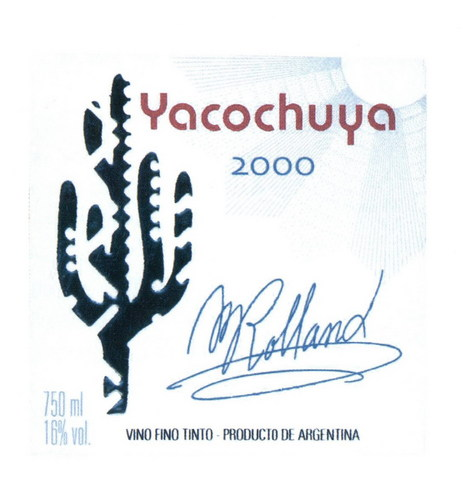 Yacochuya
2000
MRolland
750 ml
16% vol.
VINO FINO TINTO - PRODUCTO DE ARGENTINA